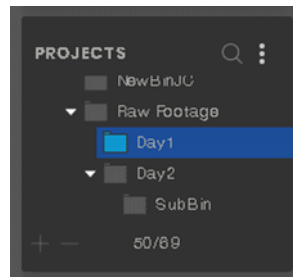 PROJECTS
NewBinJC
Raw Footage
Day1
Day2
SubBin
50/69